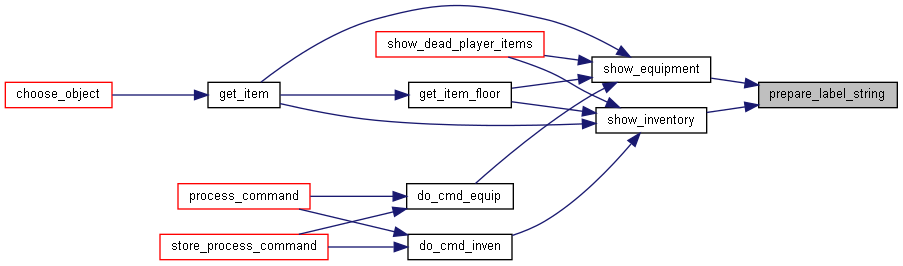 show_dead_player_items
show_equipment
choose_object
get_item
get_item_floor
prepare_label_string
show_inventory
process_command
do_cmd_equip
store_process_command
do_cmd_inven